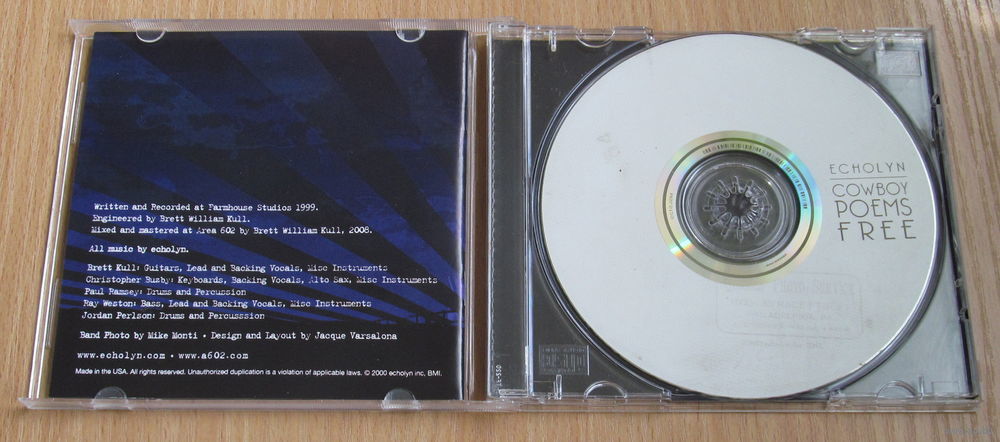 Written and Recorded at Farmhouse Studios 1999.
Engineered by Brett William Kull.
Mixed and mastered at Area 602 by Brett William Kull, 2008.
All music by echolyn.
Brett Kull: Guitars, Lead and Backing Vocals, Misc Instruments
Christopher Buzby: Keyboards, Backing Vocals, Alto Sax, Misc Instruments
Paul Ramsey: Drums and Percussion
Ray Weston: Bass, Lead and Backing Vocals, Misc Instruments
Jordan Perlson: Drums and Percusssion
Band Photo by Mike Monti • Design and Layout by Jacque Varsalona
www.echolyn.com • www.a602.com
Made in the USA. All rights reserved. Unauthorized duplication is a violation of applicable laws. © 2000 echolyn inc, BMI.
ECHOLYN
COWBOY
POEMS
FREE